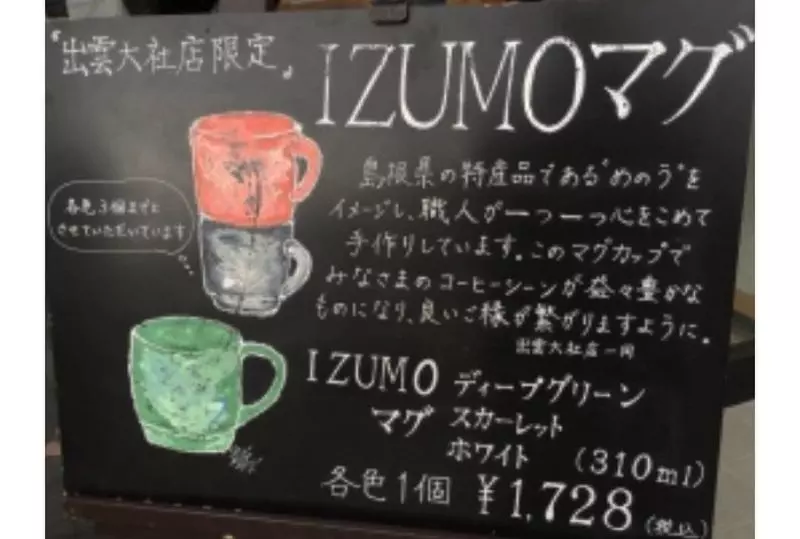 "出雲大社店限定"
IZUMOマグ
各色3個までに
させていただいています
島根県の特産品である"めのう"を
イメージし、職人が一つ一つ心をこめて
手作りしています。このマグカップで
みなさまのコーヒーシーンが益々豊かな
ものになり、良いご縁が繋がりますように。
出雲大社店一同
IZUMO ディープグリーン
マグ スカーレット
ホワイト (310ml)
各色1個 ¥1,728(税込)